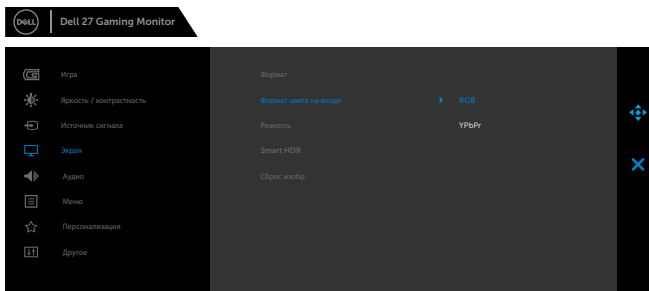 DELL
Dell 27 Gaming Monitor
Игра
Яркость / контрастность
Источник сигнала
Экран
Аудио
Меню
Персонализация
Другое
Формат
Формат цвета на входе
Резкость
Smart HDR
Сброс изобр.
RGB
YPbPr